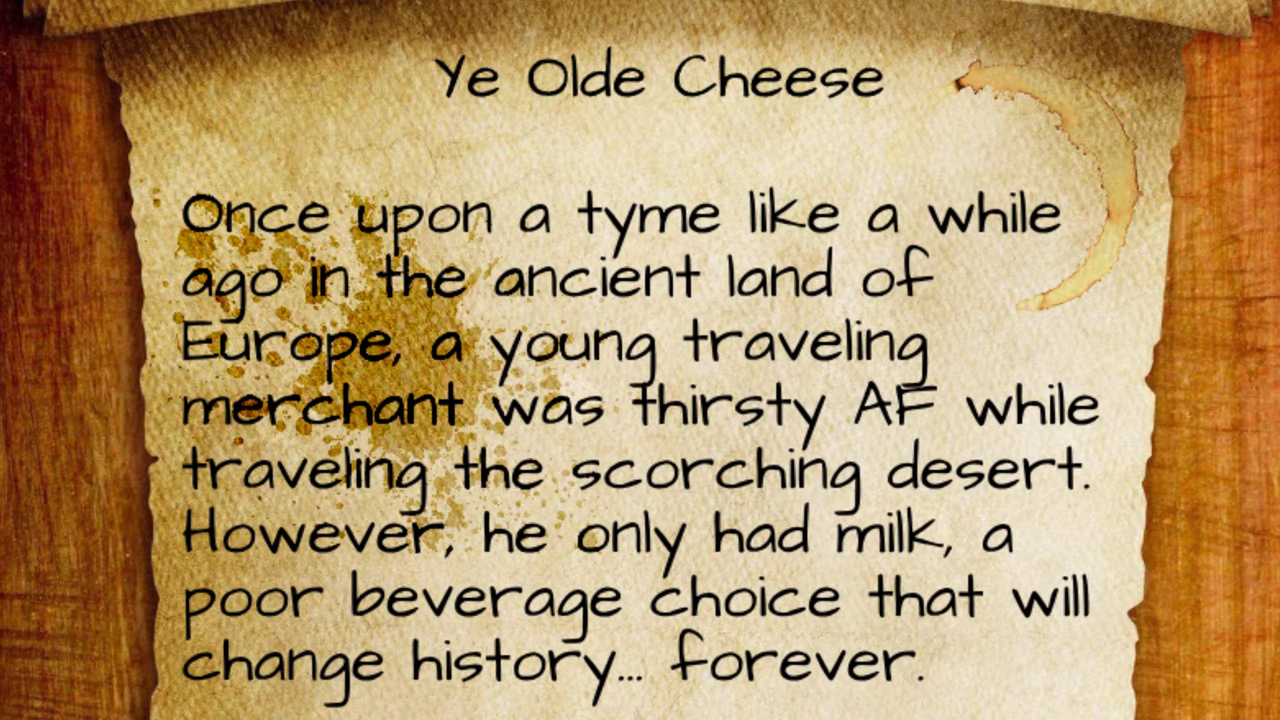 Ye Olde Cheese
Once upon a tyme like a while
ago in the ancient land of
Europe, a young traveling
merchant was thirsty AF while
traveling the scorching desert.
However, he only had milk, a
poor beverage choice that will
change history... forever.